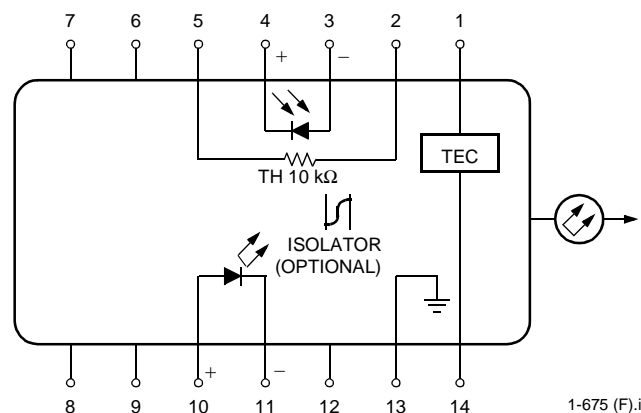 7 6 5 4 3 2 1
+ −
TEC
TH 10 kΩ
ISOLATOR
(OPTIONAL)
+ −
8 9 10 11 12 13 14
1-675 (F).i